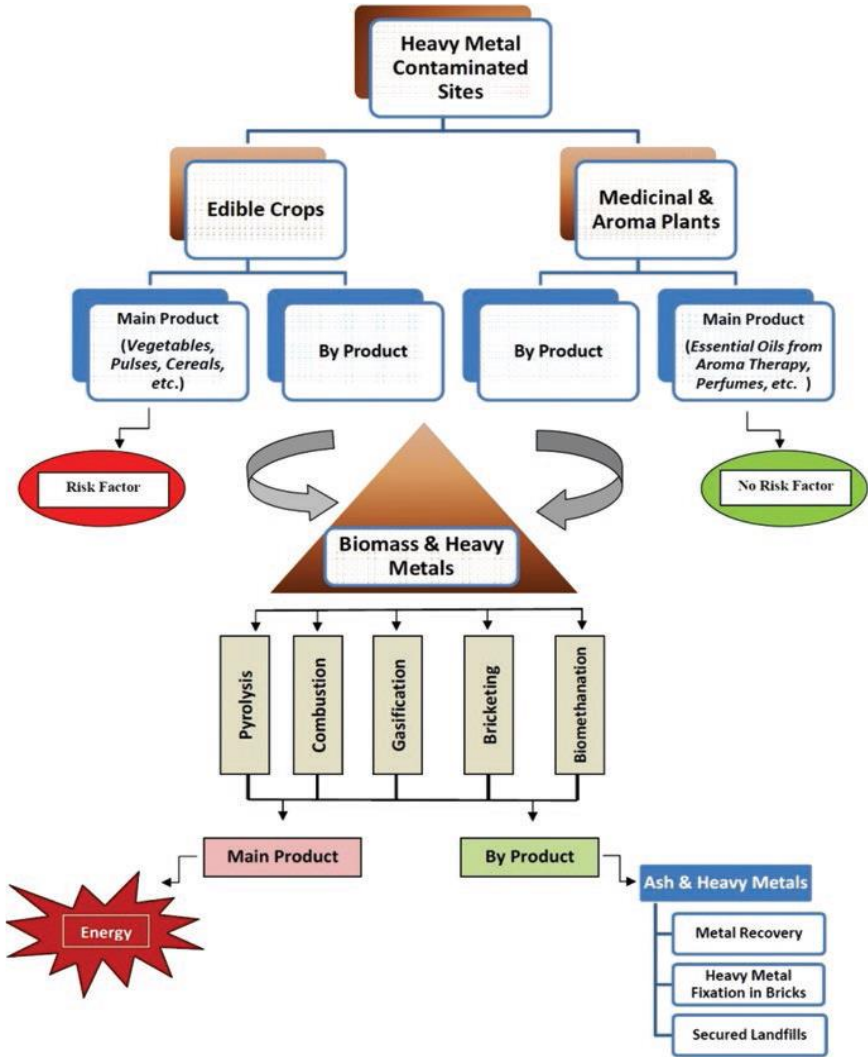 Heavy Metal
Contaminated
Sites
Edible Crops
Medicinal &
Aroma Plants
Main Product
(Vegetables,
Pulses, Cereals,
etc.)
By Product
By Product
Main Product
(Essential Oils from
Aroma Therapy,
Perfumes, etc. )
Risk Factor
No Risk Factor
Biomass & Heavy
Metals
Pyrolysis
Combustion
Gasification
Bricketing
Biomethanation
Main Product
By Product
Energy
Ash & Heavy Metals
Metal Recovery
Heavy Metal
Fixation in Bricks
Secured Landfills